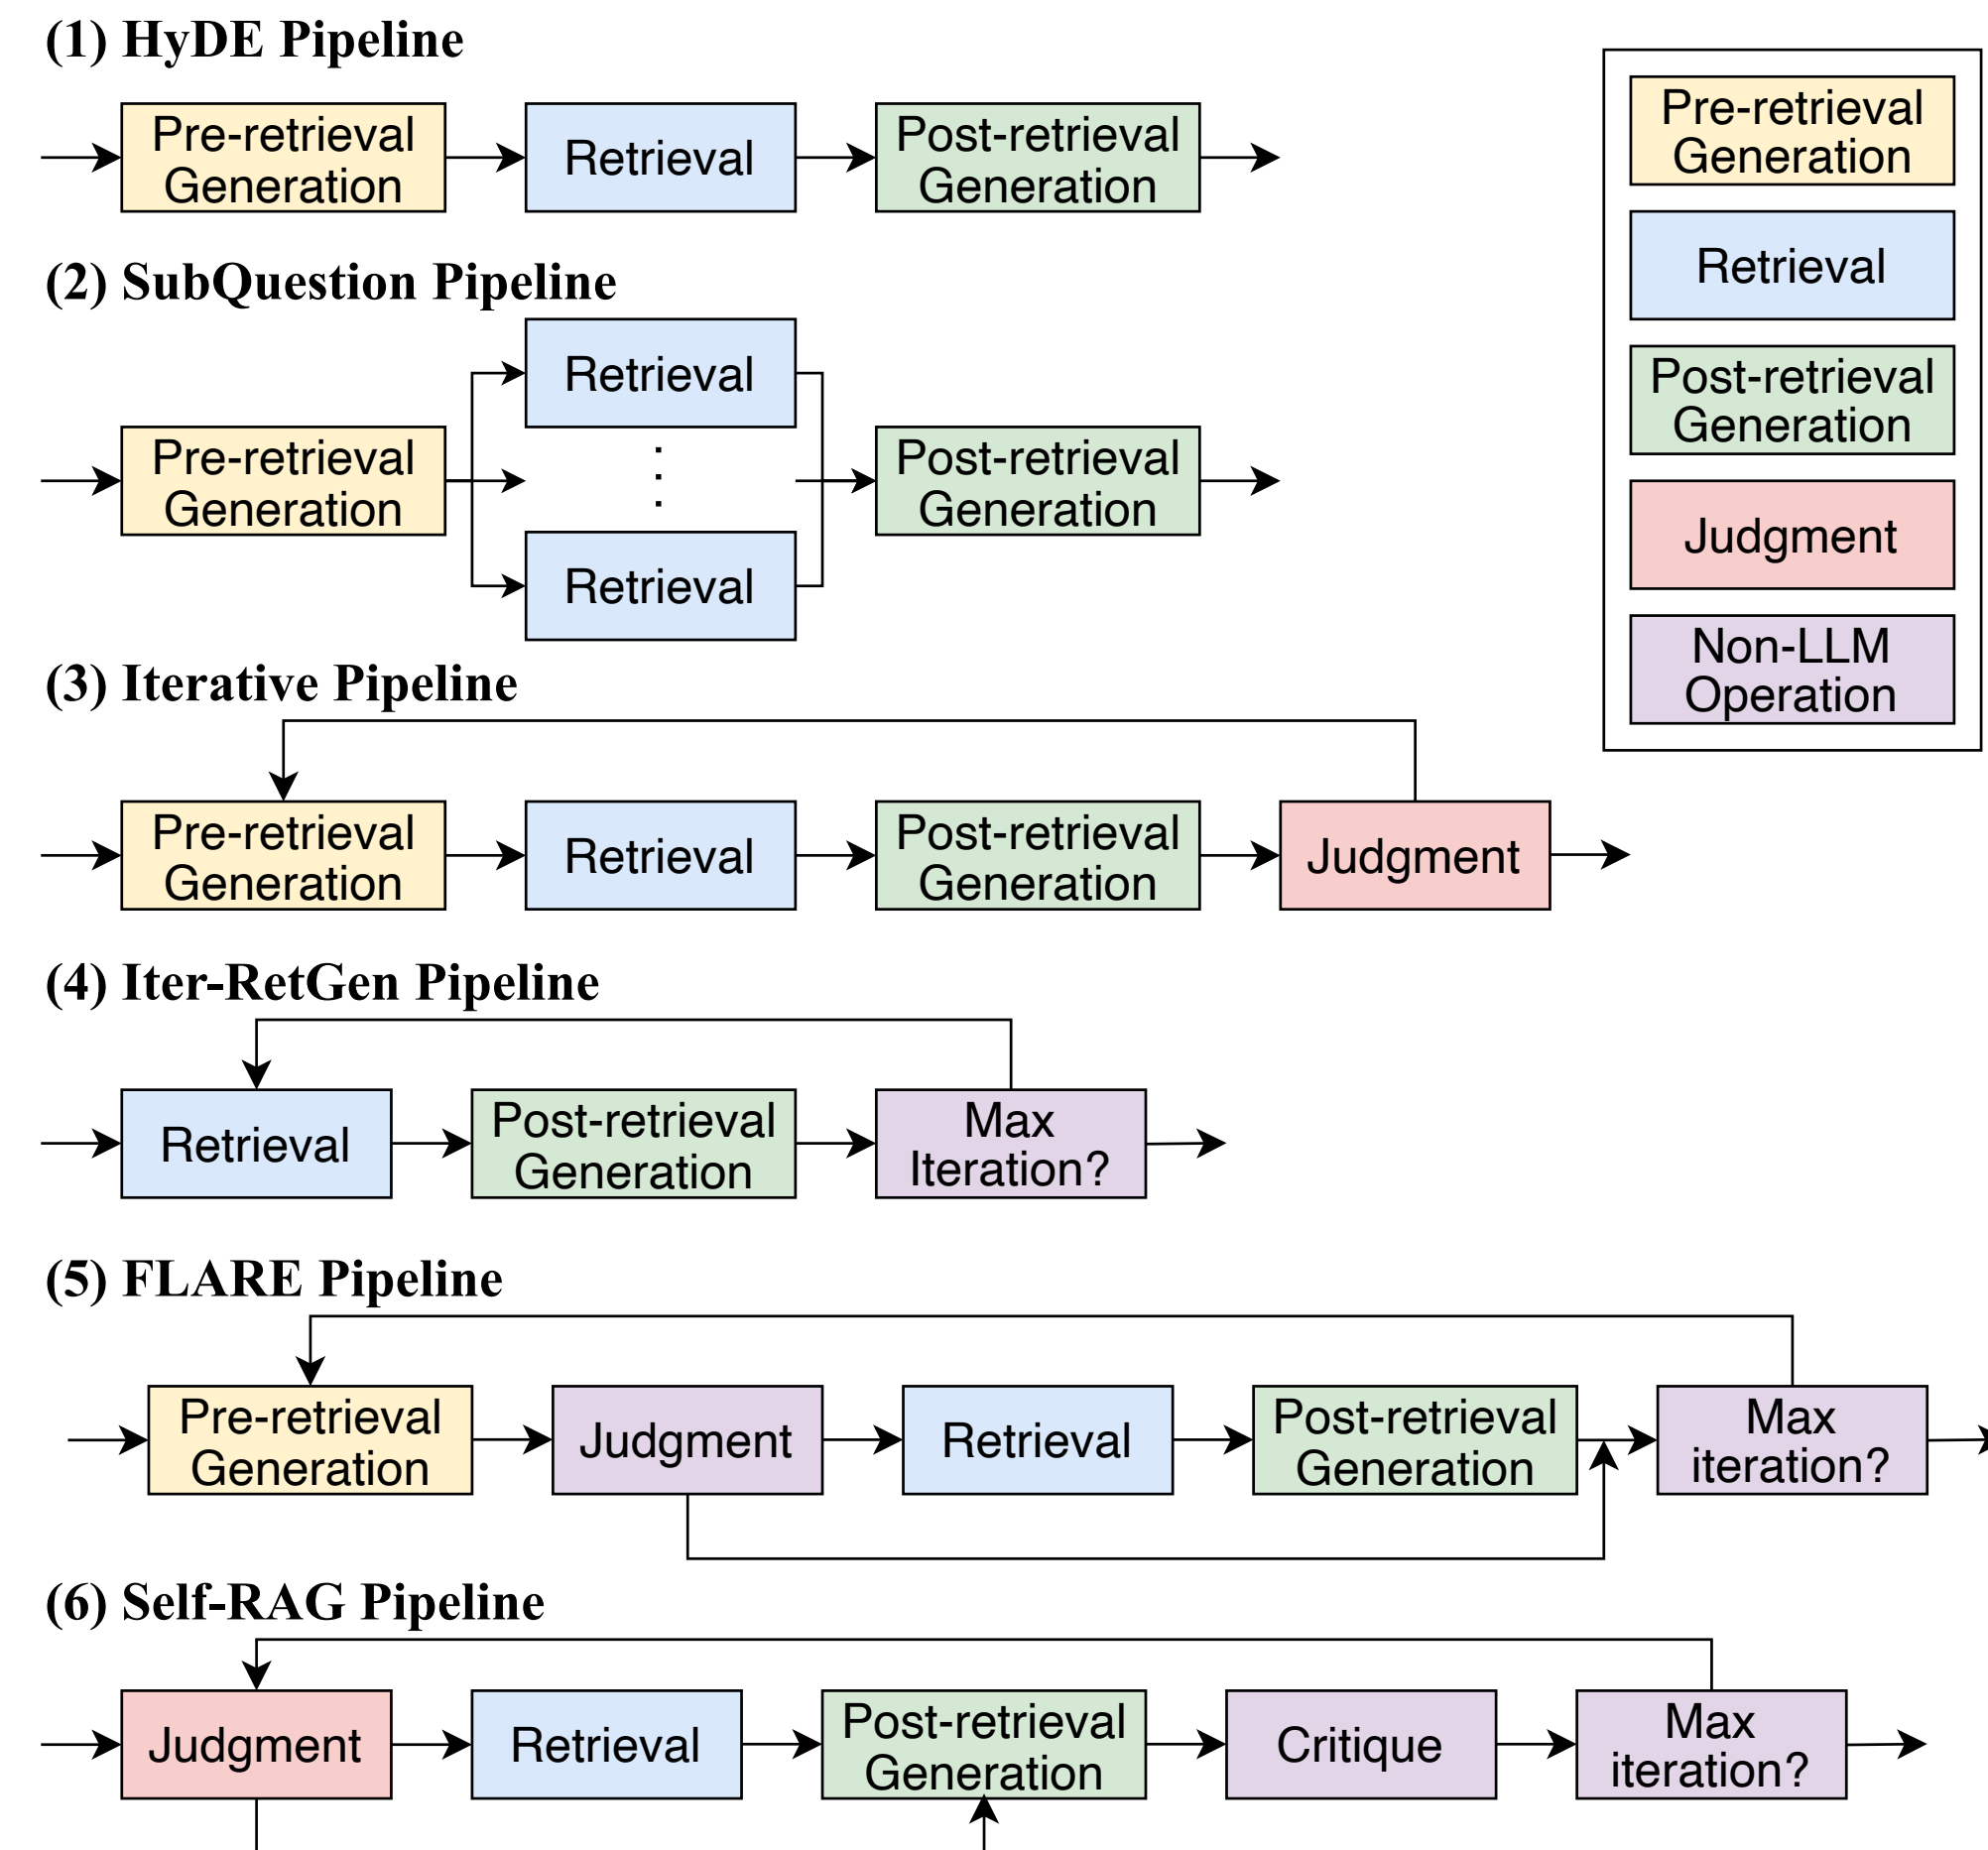 (1) HyDE Pipeline
Pre-retrieval
Generation
Retrieval
Post-retrieval
Generation
(2) SubQuestion Pipeline
Pre-retrieval
Generation
Retrieval
Retrieval
Post-retrieval
Generation
(3) Iterative Pipeline
Pre-retrieval
Generation
Retrieval
Post-retrieval
Generation
Judgment
(4) Iter-RetGen Pipeline
Retrieval
Post-retrieval
Generation
Max
Iteration?
(5) FLARE Pipeline
Pre-retrieval
Generation
Judgment
Retrieval
Post-retrieval
Generation
Max
iteration?
(6) Self-RAG Pipeline
Judgment
Retrieval
Post-retrieval
Generation
Critique
Max
iteration?
Pre-retrieval
Generation
Retrieval
Post-retrieval
Generation
Judgment
Non-LLM
Operation